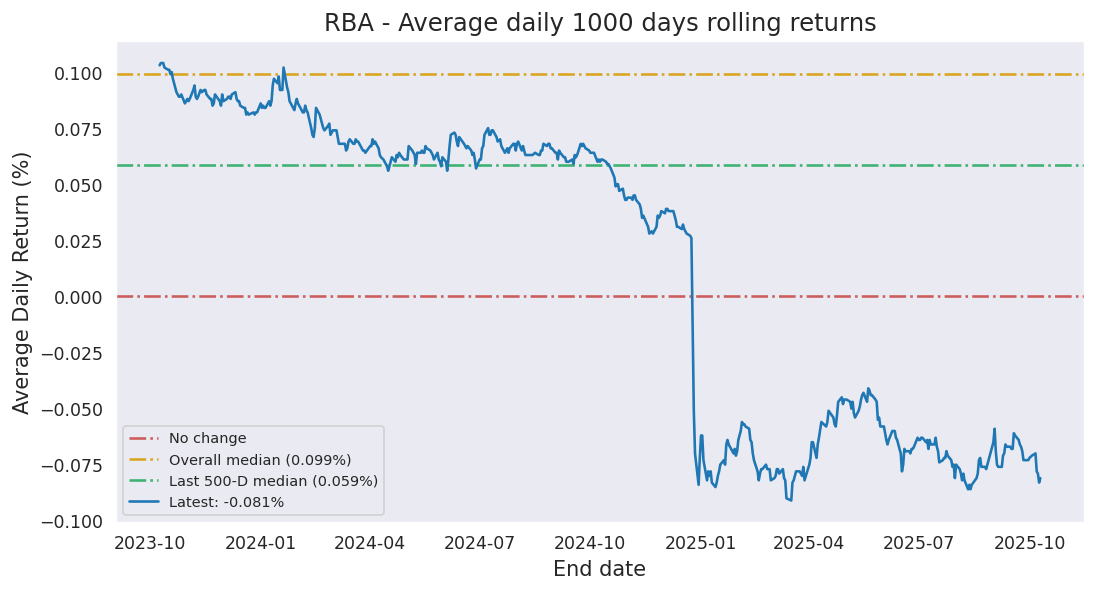 RBA - Average daily 1000 days rolling returns
Average Daily Return (%)
0.100
0.075
0.050
0.025
0.000
−0.025
−0.050
−0.075
−0.100
No change
Overall median (0.099%)
Last 500-D median (0.059%)
Latest: -0.081%
2023-10
2024-01
2024-04
2024-07
2024-10
2025-01
2025-04
2025-07
2025-10
End date